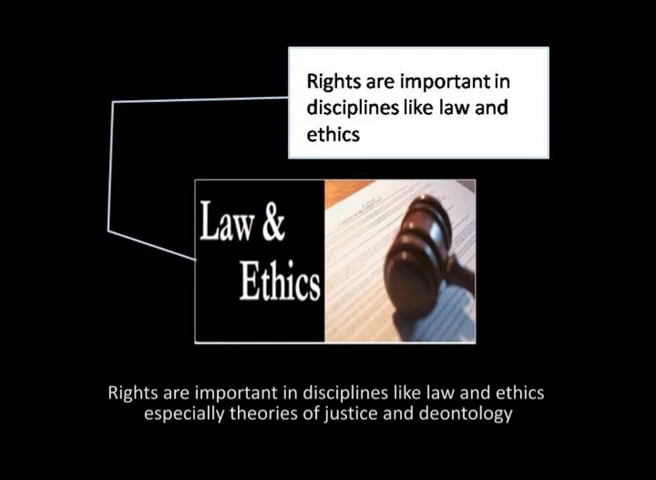 Rights are important in
disciplines like law and
ethics
Law &
Ethics
Rights are important in disciplines like law and ethics
especially theories of justice and deontology